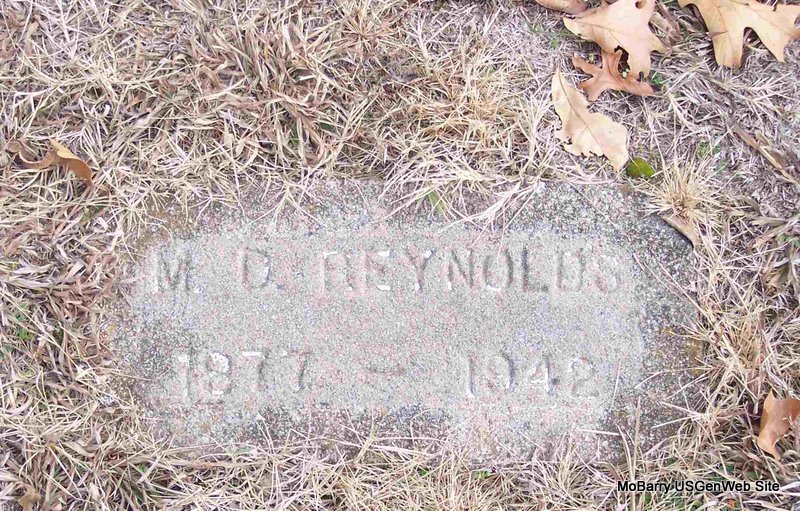 M. D. REYNOLDS
1877 - 1942
MoBarry USGenWeb Site